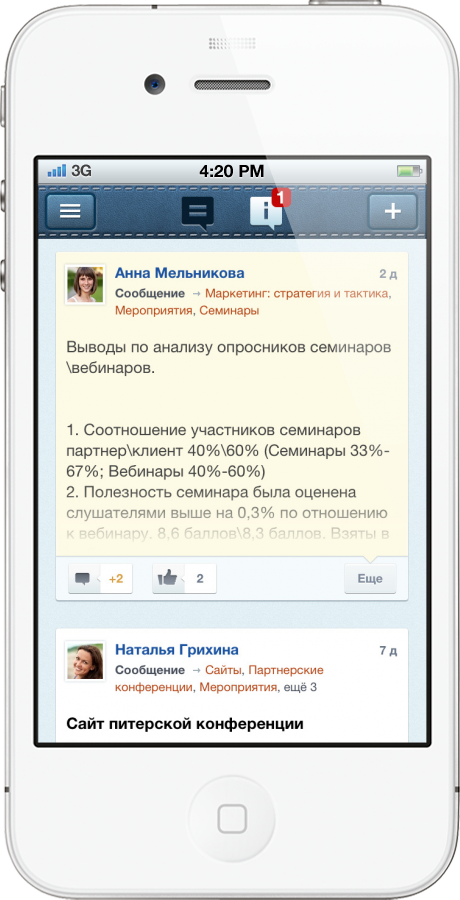 3G 4:20 PM
1
Анна Мельникова 2 д
Сообщение → Маркетинг: стратегия и тактика,
Мероприятия, Семинары
Выводы по анализу опросников семинаров
\вебинаров.
1. Соотношение участников семинаров
партнер\клиент 40%\60% (Семинары 33%-
67%; Вебинары 40%-60%)
2. Полезность семинара была оценена
слушателями выше на 0,3% по отношению
к вебинару. 8,6 баллов\8,3 баллов. Взяты в
+2 2 Еще
Наталья Грихина 7 д
Сообщение → Сайты, Партнерские
конференции, Мероприятия, ещё 3
Сайт питерской конференции